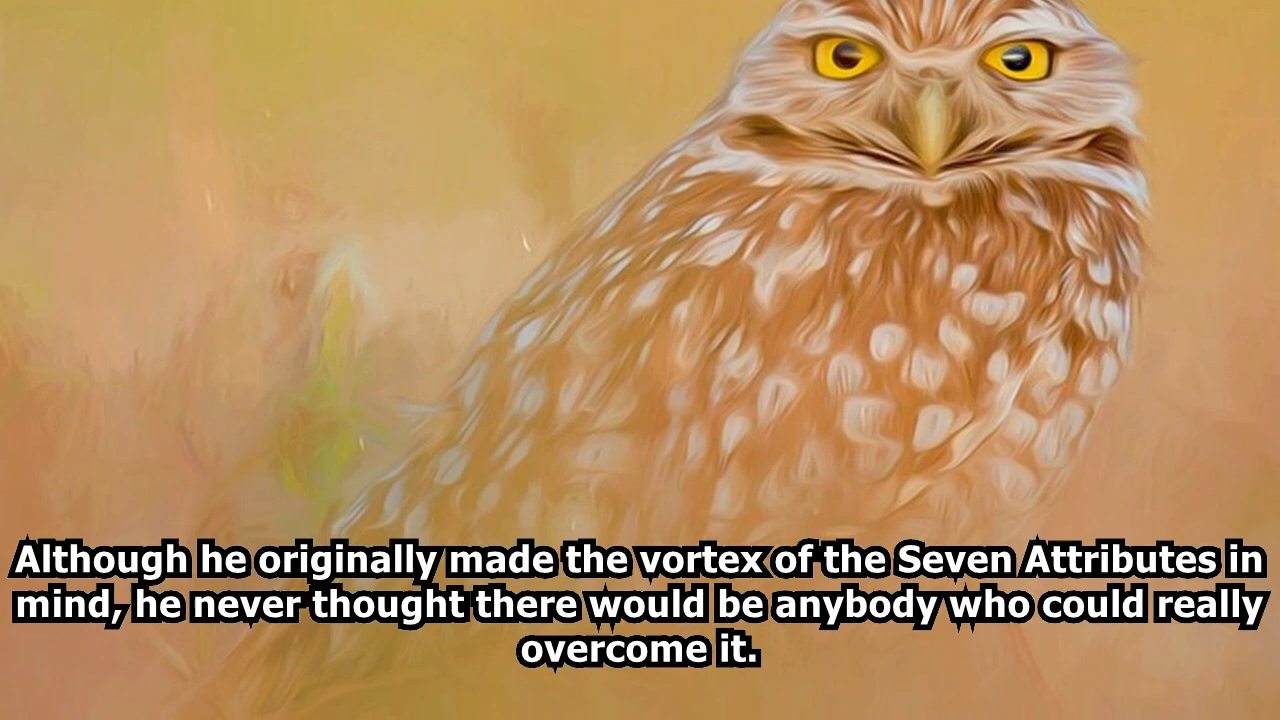 Although he originally made the vortex of the Seven Attributes in
mind, he never thought there would be anybody who could really
overcome it.